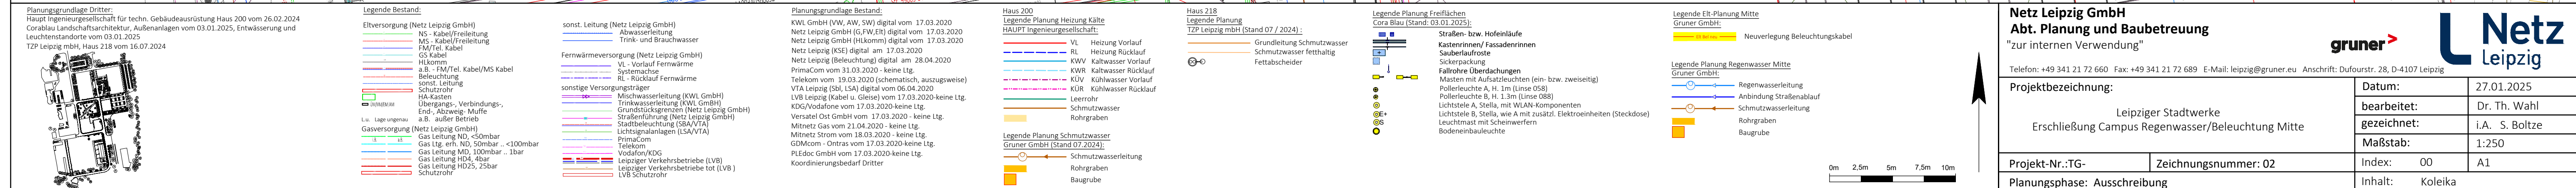 Planungsgrundlage Dritter:
Haupt Ingenieurgesellschaft für techn. Gebäudeausrüstung Haus 200 vom 26.02.2024
Corablau Landschaftsarchitektur, Außenanlagen vom 03.01.2025, Entwässerung und
Leuchtenstandorte vom 03.01.2025
TZP Leipzig mbH, Haus 218 vom 16.07.2024
Legende Bestand:
Eltversorgung (Netz Leipzig GmbH)
NS - Kabel/Freileitung
MS - Kabel/Freileitung
FM/Tel. Kabel
GS Kabel
HLkomm
a.B. - FM/Tel. Kabel/MS Kabel
Beleuchtung
sonst. Leitung
Schutzrohr
HA-Kasten
Übergangs-, Verbindungs-,
End-, Abzweig- Muffe
L.u. Lage ungenau a.B. außer Betrieb
Gasversorgung (Netz Leipzig GmbH)
Gas Leitung ND, <50mbar
Gas Ltg. erh. ND, 50mbar .. <100mbar
Gas Leitung MD, 100mbar .. 1bar
Gas Leitung HD4, 4bar
Gas Leitung HD25, 25bar
Schutzrohr
sonst. Leitung (Netz Leipzig GmbH)
Abwasserleitung
Trink- und Brauchwasser
Fernwärmeversorgung (Netz Leipzig GmbH)
VL - Vorlauf Fernwärme
Systemachse
RL - Rücklauf Fernwärme
sonstige Versorgungsträger
Mischwasserleitung (KWL GmbH)
Trinkwasserleitung (KWL GmbH)
Grundstücksgrenzen (Netz Leipzig GmbH)
Straßenführung (Netz Leipzig GmbH)
Stadtbeleuchtung (SBA/VTA)
Lichtsignalanlagen (LSA/VTA)
PrimaCom
Telekom
Vodafon/KDG
Leipziger Verkehrsbetriebe (LVB)
Leipziger Verkehrsbetriebe tot (LVB )
LVB Schutzrohr
Planungsgrundlage Bestand:
KWL GmbH (VW, AW, SW) digital vom 17.03.2020
Netz Leipzig GmbH (G,FW,Elt) digital vom 17.03.2020
Netz Leipzig GmbH (HLkomm) digital vom 17.03.2020
Netz Leipzig (KSE) digital am 17.03.2020
Netz Leipzig (Beleuchtung) digital am 28.04.2020
PrimaCom vom 31.03.2020 - keine Ltg.
Telekom vom 19.03.2020 (schematisch, auszugsweise)
VTA Leipzig (Sbl, LSA) digital vom 06.04.2020
LVB Leipzig (Kabel u. Gleise) vom 17.03.2020-keine Ltg.
KDG/Vodafone vom 17.03.2020-keine Ltg.
Versatel Ost GmbH vom 17.03.2020 - keine Ltg.
Mitnetz Gas vom 21.04.2020 - keine Ltg.
Mitnetz Strom vom 18.03.2020 - keine Ltg.
GDMcom - Ontras vom 17.03.2020-keine Ltg.
PLEdoc GmbH vom 17.03.2020-keine Ltg.
Koordinierungsbedarf Dritter
Haus 200
Legende Planung Heizung Kälte
HAUPT Ingenieurgesellschaft:
VL Heizung Vorlauf
RL Heizung Rücklauf
KWV Kaltwasser Vorlauf
KWR Kaltwasser Rücklauf
KÜV Kühlwasser Vorlauf
KÜR Kühlwasser Vorlauf
Leerrohr
Schmutzwasser
Rohrgraben
Legende Planung Schmutzwasser
Gruner GmbH (Stand 07.2024):
Schmutzwasserleitung
Rohrgraben
Baugrube
Haus 218
Legende Planung
TZP Leipzig mbH (Stand 07 / 2024) :
Grundleitung Schmutzwasser
Schmutzwasser fetthaltig
Fettabscheider
Legende Planung Freiflächen
Cora Blau (Stand: 03.01.2025):
Straßen- bzw. Hofeinläufe
Kastenrinnen/ Fassadenrinnen
Sauberlaufroste
Sickerpackung
Fallrohre Überdachungen
Masten mit Aufsatzleuchten (ein- bzw. zweiseitig)
Pollerleuchte A, H. 1m (Linse 058)
Pollerleuchte B, H. 1.3m (Linse 088)
Lichtstele A, Stella, mit WLAN-Komponenten
E+ Lichtstele B, Stella, wie A mit zusätzl. Elektroeinheiten (Steckdose)
S Leuchtmast mit Scheinwerfern
Bodeneinbauleuchte
Legende Elt-Planung Mitte
Gruner GmbH:
Neuverlegung Beleuchtungskabel
Legende Planung Regenwasser Mitte
Gruner GmbH:
Regenwasserleitung
Anbindung Straßenablauf
Schmutzwasserleitung
Rohrgraben
Baugrube
0m 2,5m 5m 7,5m 10m
Netz Leipzig GmbH
Abt. Planung und Baubetreuung
"zur internen Verwendung"
gruner
Netz
Leipzig
Telefon: +49 341 21 72 660 Fax: +49 341 21 72 689 E-Mail: leipzig@gruner.eu Anschrift: Dufourstr. 28, D-4107 Leipzig
Projektbezeichnung:
Leipziger Stadtwerke
Erschließung Campus Regenwasser/Beleuchtung Mitte
Datum: 27.01.2025
bearbeitet: Dr. Th. Wahl
gezeichnet: i.A. S. Boltze
Maßstab: 1:250
Projekt-Nr.:TG-
Zeichnungsnummer: 02
Index: 00 A1
Planungsphase: Ausschreibung
Inhalt: Koleika